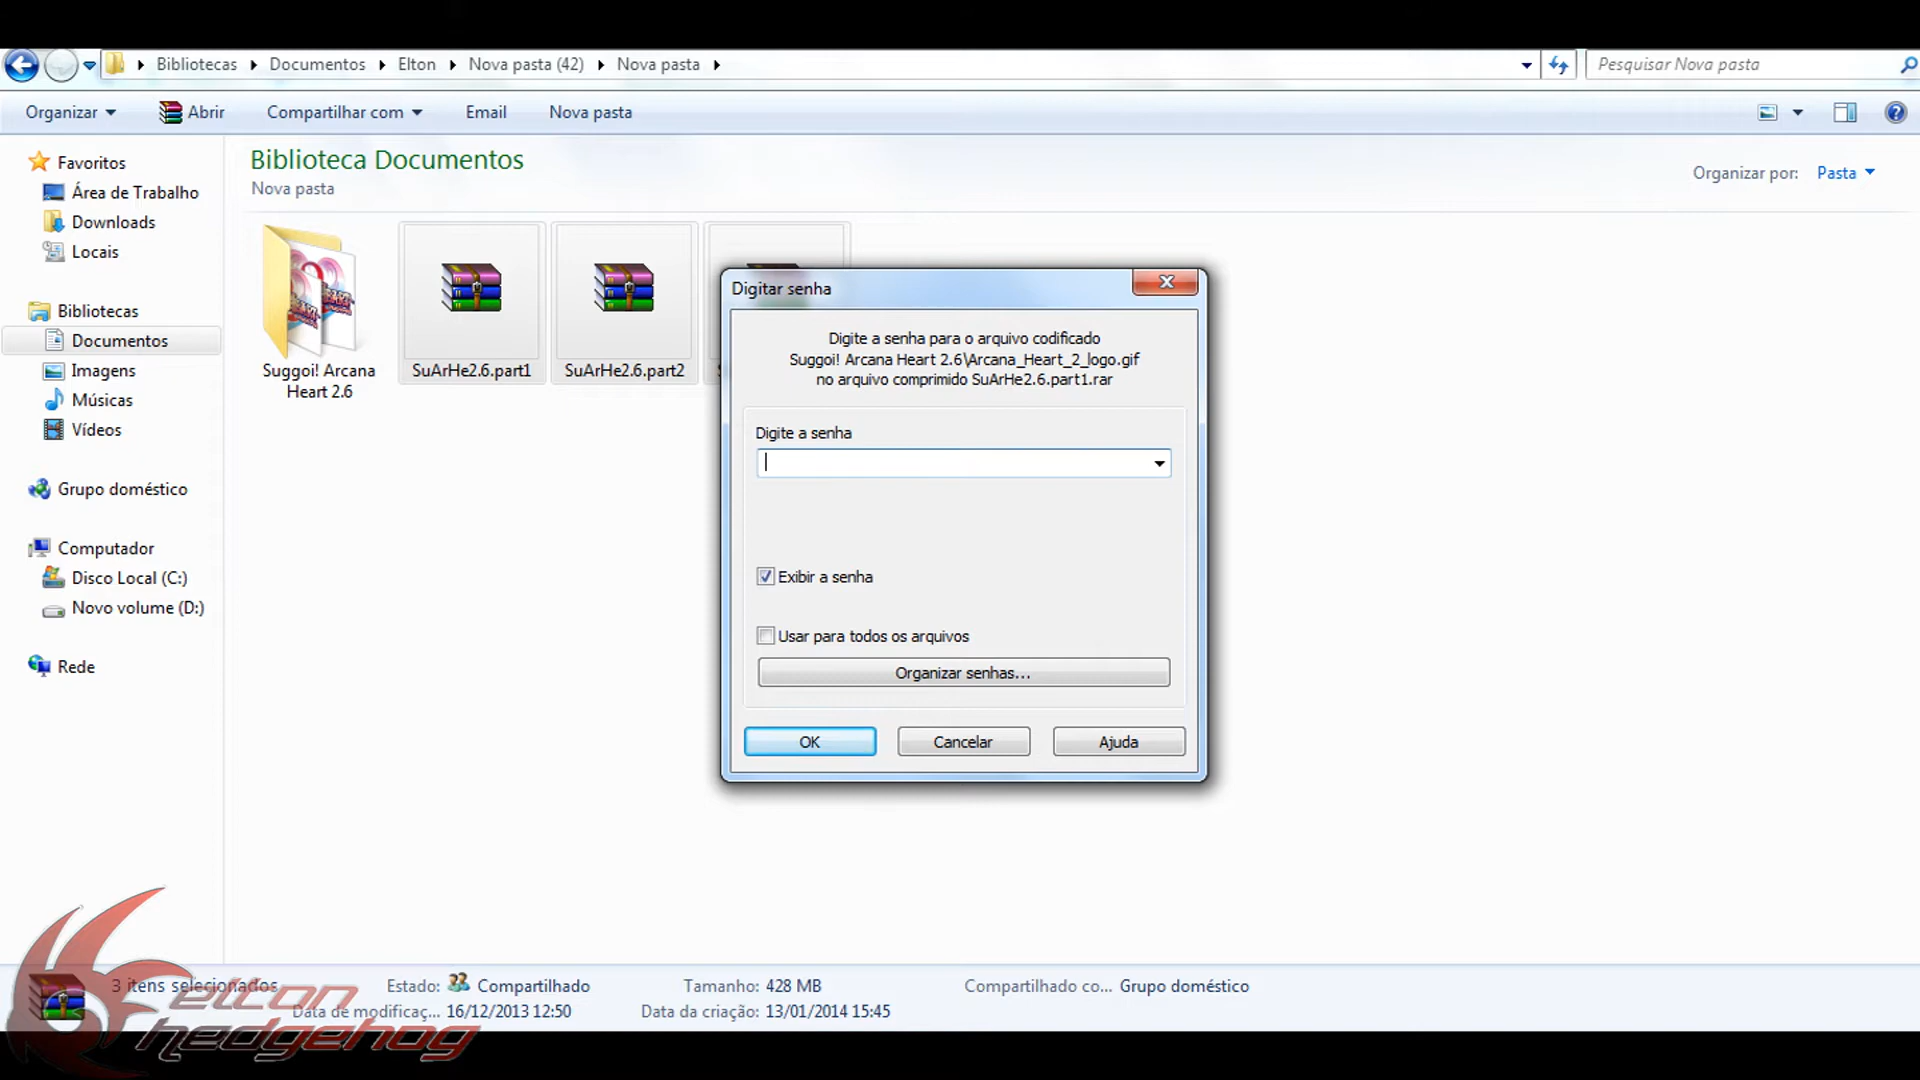 Bibliotecas Documentos Elton Nova pasta (42) Nova pasta
Pesquisar Nova pasta
Organizar Abrir Compartilhar com Email Nova pasta
Biblioteca Documentos
Nova pasta
Organizar por: Pasta
Favoritos
Área de Trabalho
Downloads
Locais
Bibliotecas
Documentos
Imagens
Músicas
Vídeos
Grupo doméstico
Computador
Disco Local (C:)
Novo volume (D:)
Rede
Suggoi! Arcana
Heart 2.6
SuArHe2.6.part1
SuArHe2.6.part2
Digitar senha
Digite a senha para o arquivo codificado
Suggoi! Arcana Heart 2.6\Arcana_Heart_2_logo.gif
no arquivo comprimido SuArHe2.6.part1.rar
Digite a senha
Exibir a senha
Usar para todos os arquivos
Organizar senhas...
OK Cancelar Ajuda
3 itens selecionados Estado: Compartilhado Tamanho: 428 MB Compartilhado co... Grupo doméstico
Data de modificaç... 16/12/2013 12:50 Data da criação: 13/01/2014 15:45
elton
hedgehog